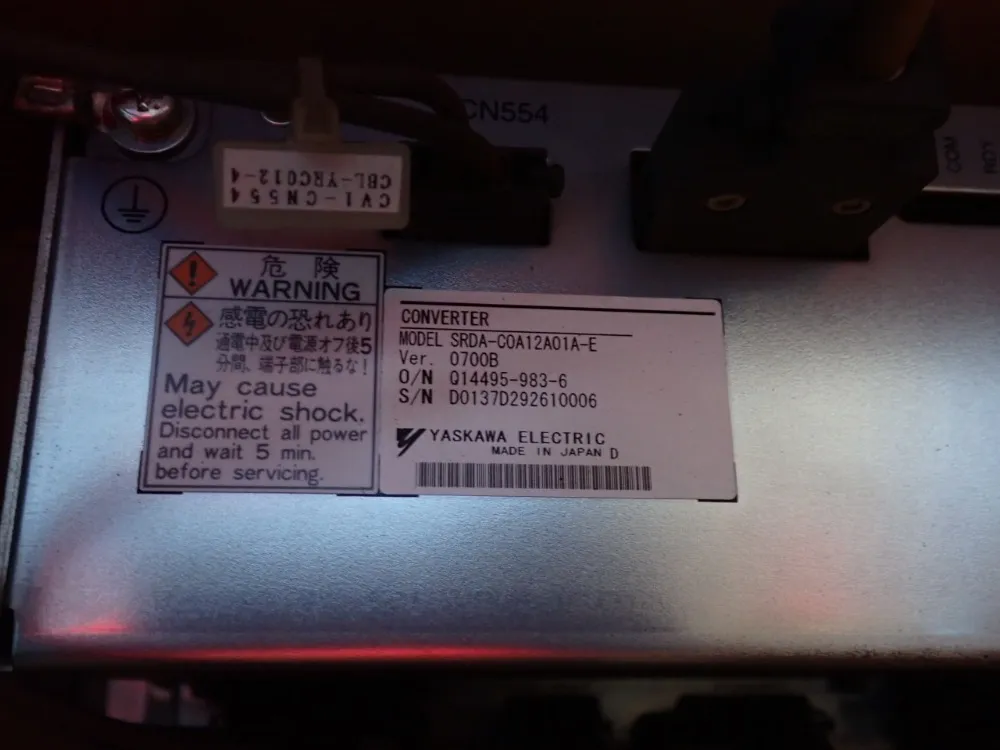 CN554
CV1-CN554
CBL-YRC012-4
COM
RDY
危険
WARNING
感電の恐れあり
通電中及び電源オフ後5
分間、端子部に触るな!
May cause
electric shock.
Disconnect all power
and wait 5 min.
before servicing.
CONVERTER
MODEL SRDA-COA12A01A-E
Ver. 0700B
O/N Q14495-983-6
S/N D0137D292610006
YASKAWA ELECTRIC
MADE IN JAPAN D